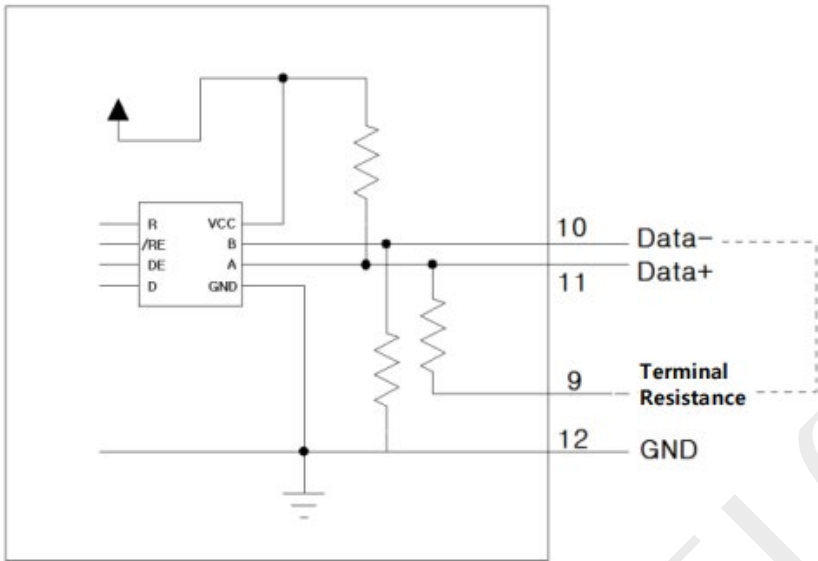 R VCC
/RE B
DE A
D GND
10 Data-
11 Data+
9 Terminal
Resistance
12 GND